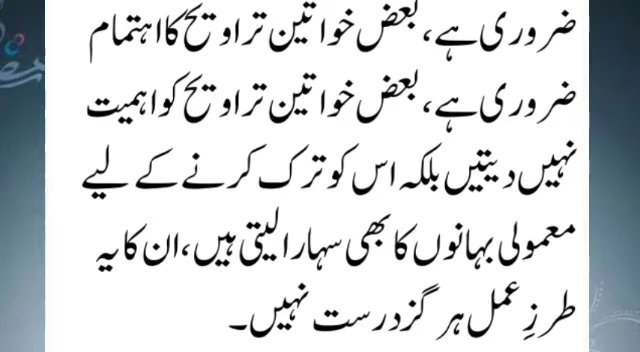 ضروری ہے، بعض خواتین تراویح کا اہتمام
ضروری ہے، بعض خواتین تراویح کو اہمیت
نہیں دیتیں بلکہ اس کو ترک کرنے کے لیے
معمولی بہانوں کا بھی سہارا لیتی ہیں، ان کا یہ
طرزِ عمل ہر گز درست نہیں۔